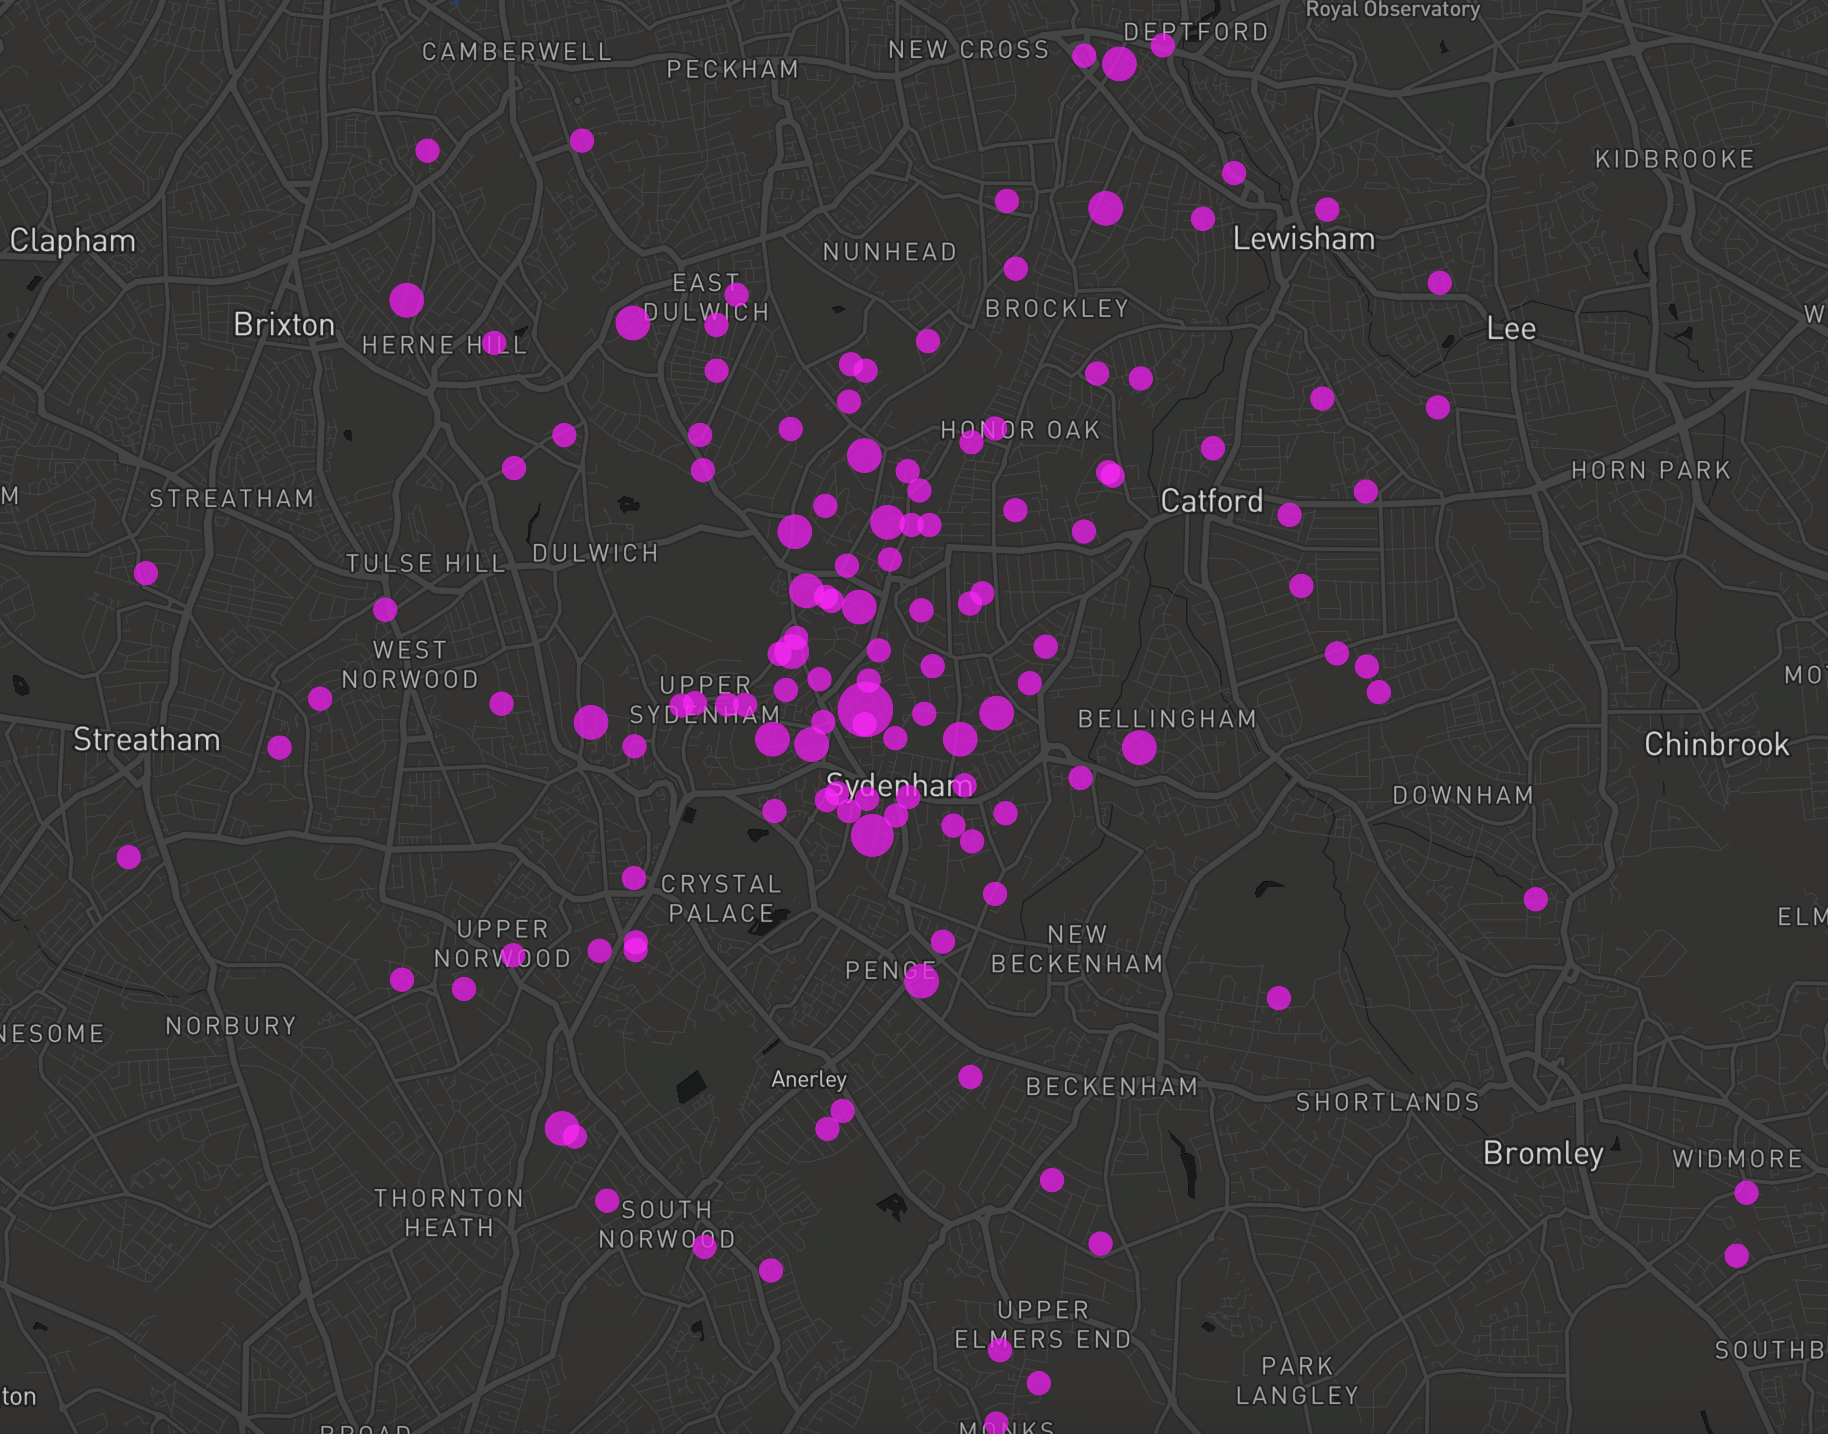 Royal Observatory
DEPTFORD
CAMBERWELL
NEW CROSS
PECKHAM
KIDBROOKE
Clapham
Lewisham
NUNHEAD
EAST
DULWICH
BROCKLEY
W
Brixton
Lee
HERNE HILL
HONOR OAK
HORN PARK
M
STREATHAM
Catford
DULWICH
TULSE HILL
WEST
NORWOOD
MOT
UPPER
SYDENHAM
BELLINGHAM
Streatham
Chinbrook
Sydenham
DOWNHAM
CRYSTAL
PALACE
ELM
UPPER
NORWOOD
NEW
BECKENHAM
PENGE
NORBURY
NESOME
Anerley
BECKENHAM
SHORTLANDS
Bromley
WIDMORE
THORNTON
HEATH
SOUTH
NORWOOD
UPPER
ELMERS END
SOUTHB
PARK
LANGLEY
ton
BROAD
MONKS